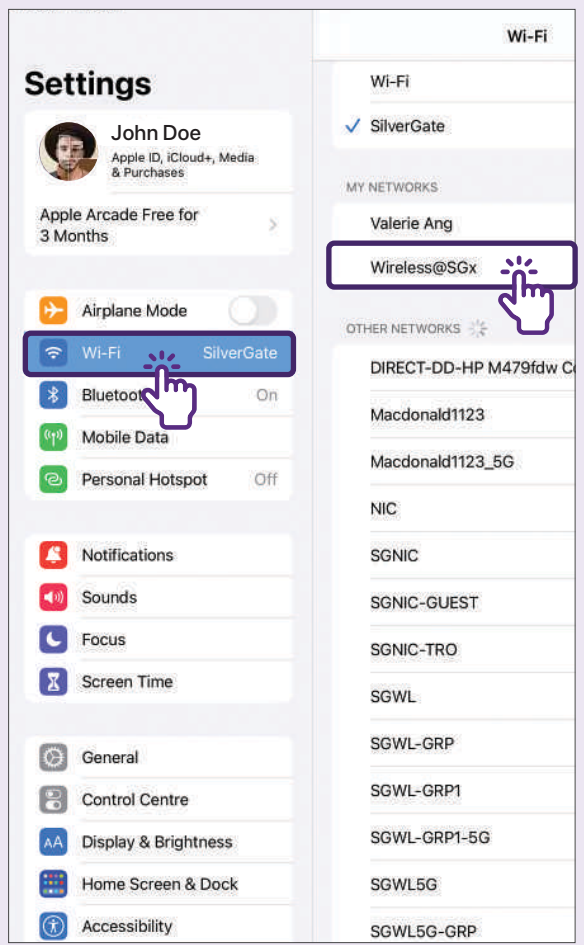 Settings
John Doe
Apple ID, iCloud+, Media
& Purchases
Apple Arcade Free for
3 Months
Airplane Mode
Wi-Fi SilverGate
Bluetoot On
Mobile Data
Personal Hotspot Off
Notifications
Sounds
Focus
Screen Time
General
Control Centre
AA Display & Brightness
Home Screen & Dock
Accessibility
Wi-Fi
Wi-Fi
SilverGate
MY NETWORKS
Valerie Ang
Wireless@SGx
OTHER NETWORKS
DIRECT-DD-HP M479fdw Co
Macdonald1123
Macdonald1123_5G
NIC
SGNIC
SGNIC-GUEST
SGNIC-TRO
SGWL
SGWL-GRP
SGWL-GRP1
SGWL-GRP1-5G
SGWL5G
SGWL5G-GRP